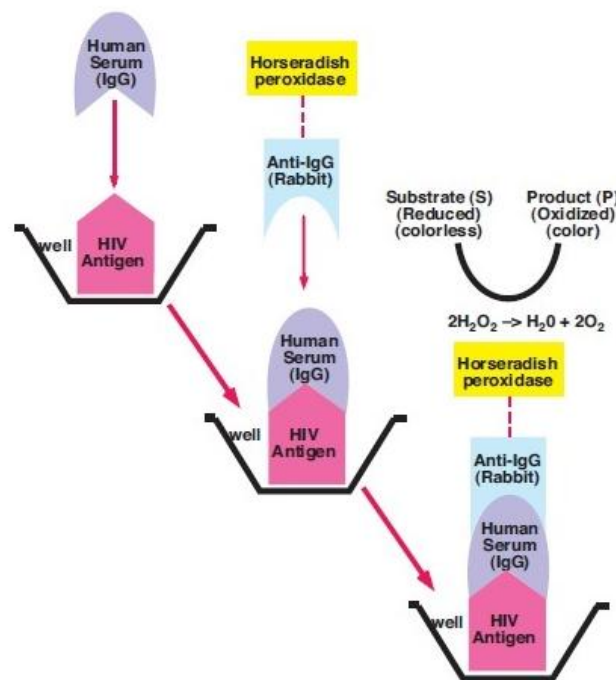 Human
Serum
(IgG)
Horseradish
peroxidase
Anti-IgG
(Rabbit)
well
HIV
Antigen
Substrate (S)
(Reduced)
(colorless)
Product (P)
(Oxidized)
(color)
2H₂O₂ –> H₂0 + 2O₂
Human
Serum
(IgG)
well
HIV
Antigen
Horseradish
peroxidase
Anti-IgG
(Rabbit)
Human
Serum
(IgG)
well
HIV
Antigen